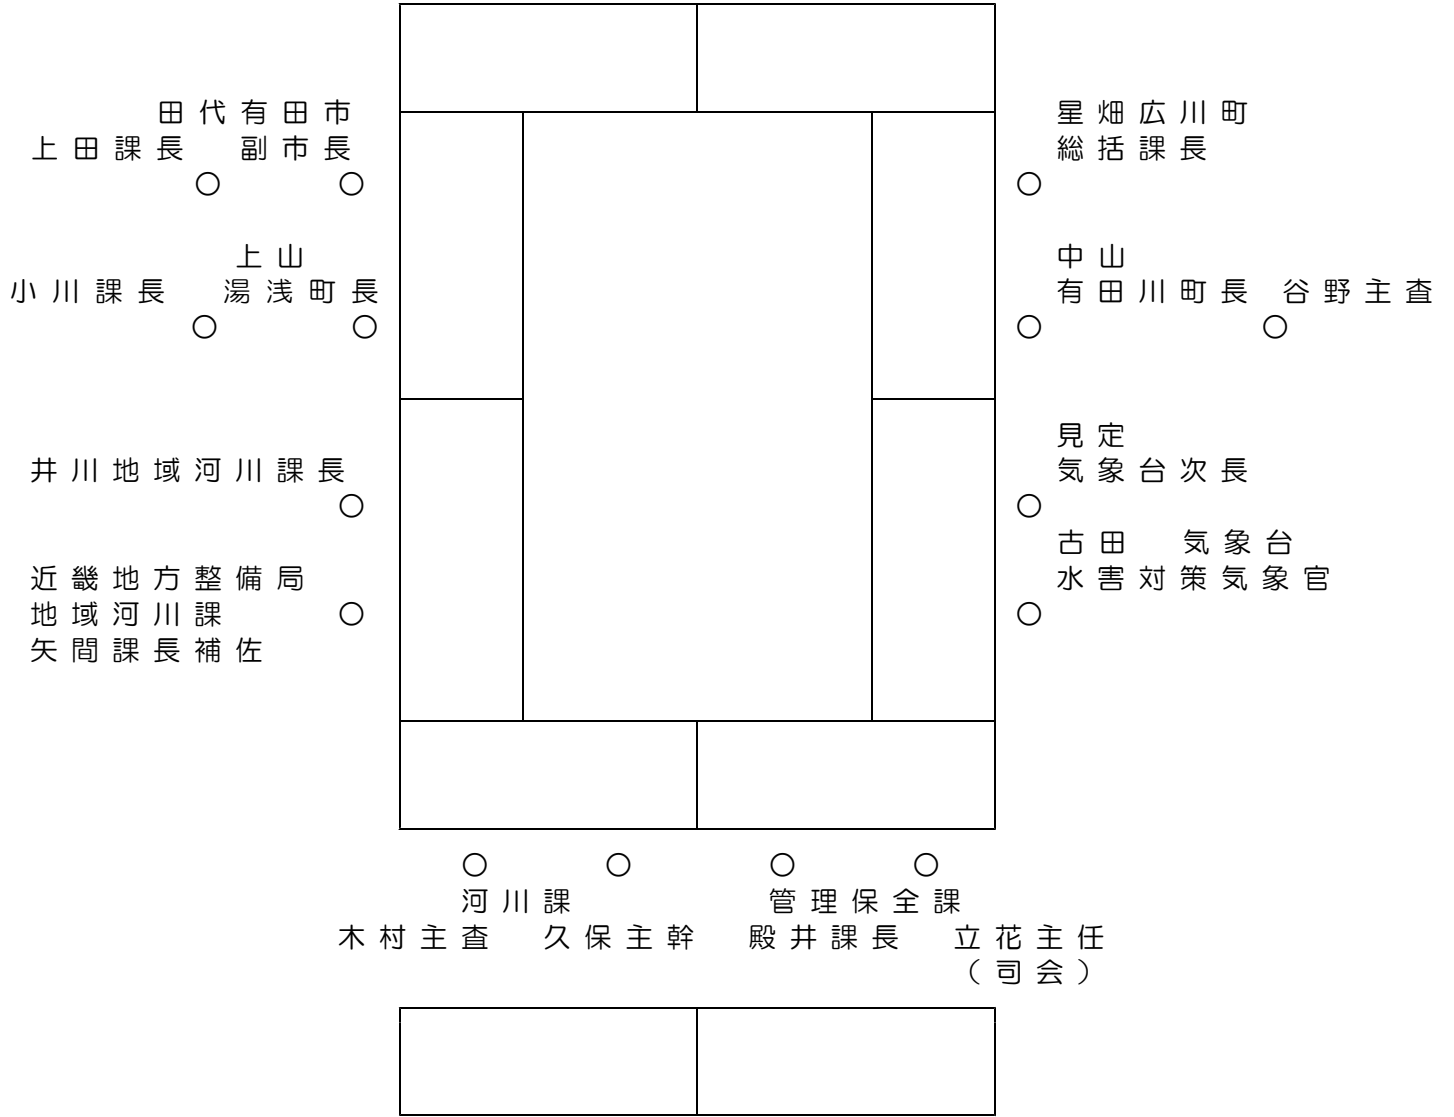 田代有田市
上田課長 副市長
○ ○
上山
小川課長 湯浅町長
○ ○
井川地域河川課長
○
近畿地方整備局
地域河川課 ○
矢間課長補佐
星畑広川町
総括課長
○
中山
有田川町長 谷野主査
○ ○
見定
気象台次長
○
古田 気象台
水害対策気象官
○
○ ○ ○ ○
河川課 管理保全課
木村主査 久保主幹 殿井課長 立花主任
(司会)